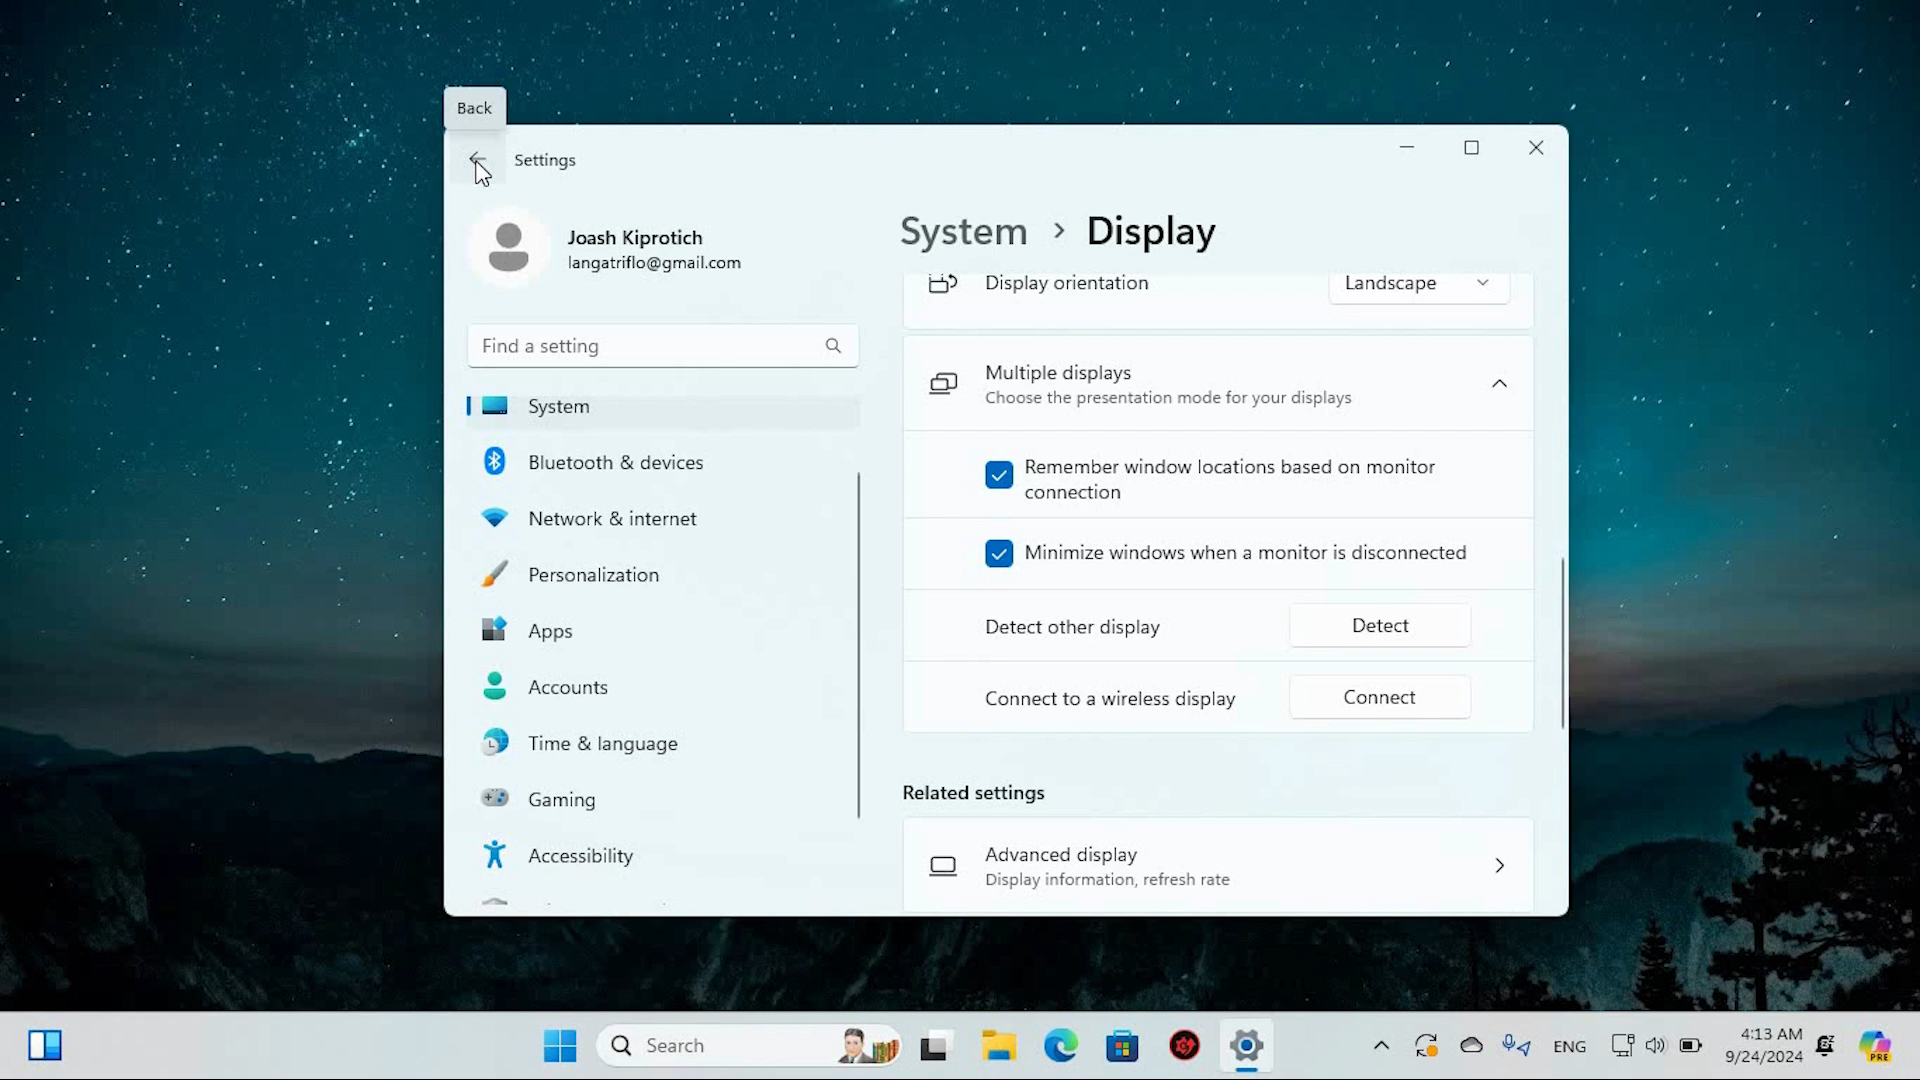 Back
Settings
Joash Kiprotich
langatriflo@gmail.com
Find a setting
System
Bluetooth & devices
Network & internet
Personalization
Apps
Accounts
Time & language
Gaming
Accessibility
System > Display
Display orientation
Landscape
Multiple displays
Choose the presentation mode for your displays
Remember window locations based on monitor
connection
Minimize windows when a monitor is disconnected
Detect other display
Detect
Connect to a wireless display
Connect
Related settings
Advanced display
Display information, refresh rate
Search
ENG
4:13 AM
9/24/2024
PRE